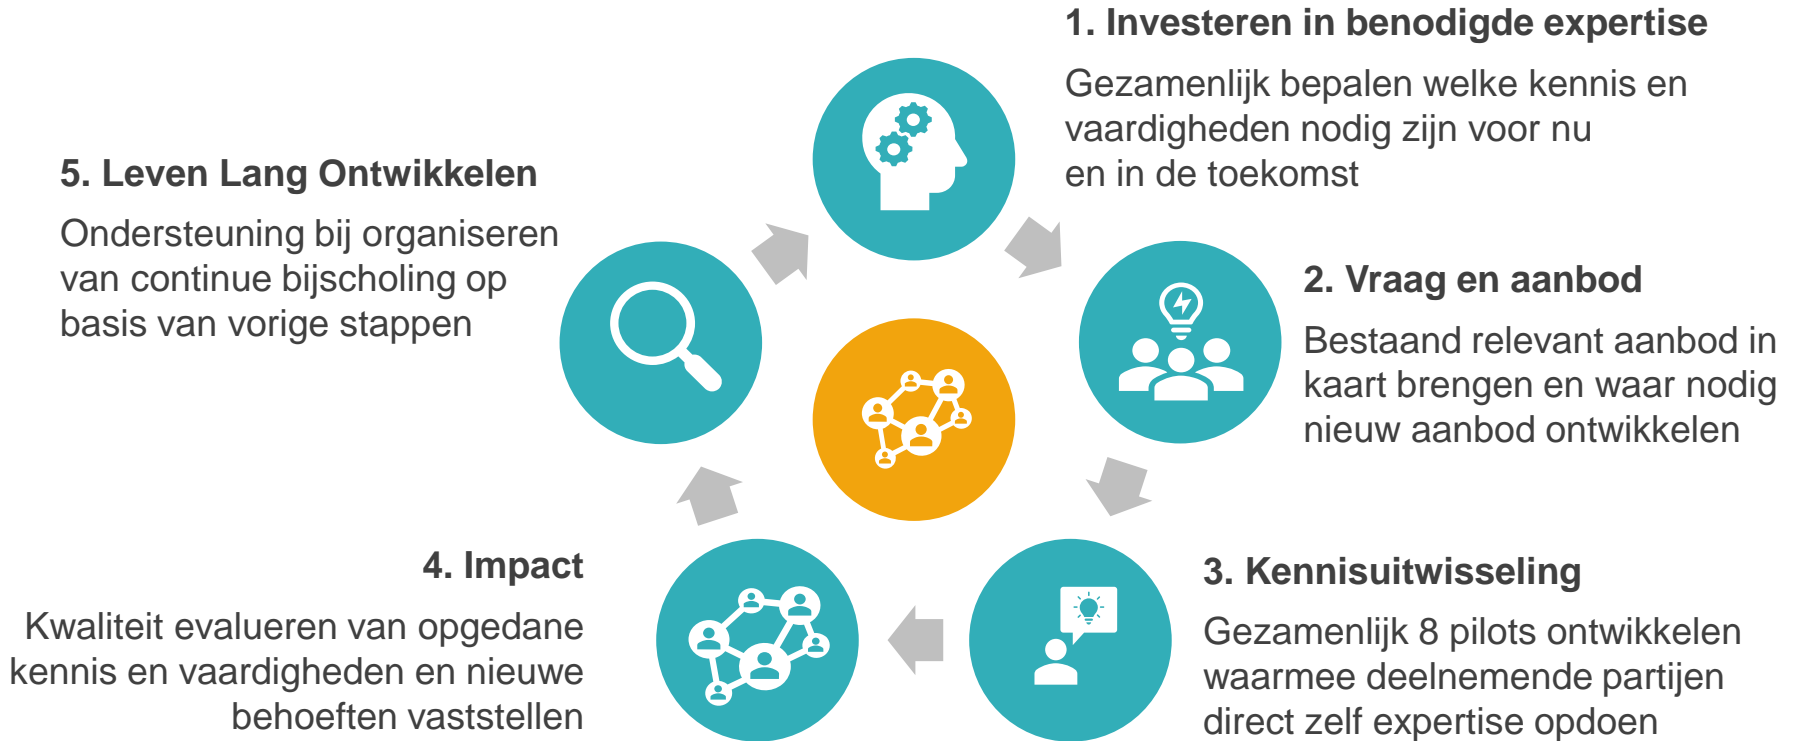 1. Investeren in benodigde expertise
Gezamenlijk bepalen welke kennis en
vaardigheden nodig zijn voor nu
en in de toekomst
2. Vraag en aanbod
Bestaand relevant aanbod in
kaart brengen en waar nodig
nieuw aanbod ontwikkelen
3. Kennisuitwisseling
Gezamenlijk 8 pilots ontwikkelen
waarmee deelnemende partijen
direct zelf expertise opdoen
4. Impact
Kwaliteit evalueren van opgedane
kennis en vaardigheden en nieuwe
behoeften vaststellen
5. Leven Lang Ontwikkelen
Ondersteuning bij organiseren
van continue bijscholing op
basis van vorige stappen